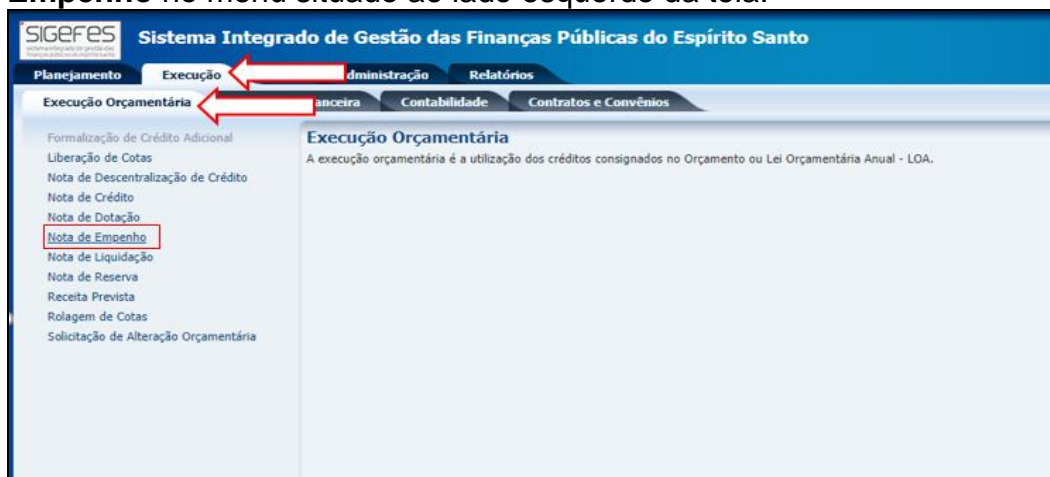 Empenho no menu situado ao lado esquerdo da tela.
SIGEFES
Sistema Integrado de Gestão das Finanças Públicas do Espírito Santo
Planejamento Execução dministração Relatórios
Execução Orçamentária anceira Contabilidade Contratos e Convênios
Formalização de Crédito Adicional
Liberação de Cotas
Nota de Descentralização de Crédito
Nota de Crédito
Nota de Dotação
Nota de Empenho
Nota de Liquidação
Nota de Reserva
Receita Prevista
Rolagem de Cotas
Solicitação de Alteração Orçamentária
Execução Orçamentária
A execução orçamentária é a utilização dos créditos consignados no Orçamento ou Lei Orçamentária Anual - LOA.